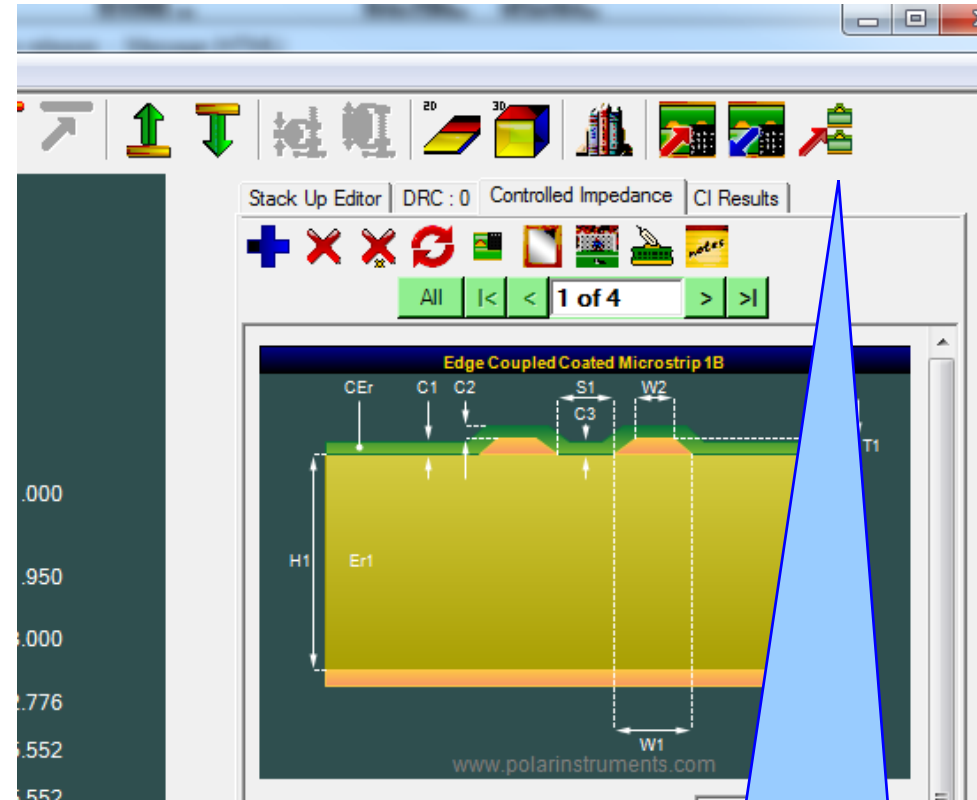 2D 3D
Stack Up Editor DRC : 0 Controlled Impedance CI Results
notes
All |< < 1 of 4 > >|
Edge Coupled Coated Microstrip 1B
CEr C1 C2 S1 W2
C3
T1
.000
H1 Er1
.950
.000
.776
.552
W1
www.polarinstruments.com
.552